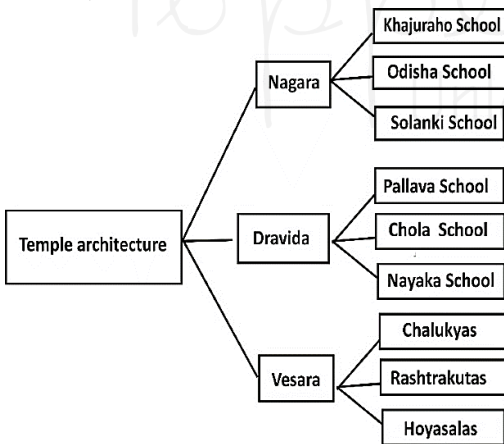 Khajuraho School
Nagara
Odisha School
Solanki School
Pallava School
Temple architecture
Dravida
Chola School
Nayaka School
Chalukyas
Vesara
Rashtrakutas
Hoyasalas